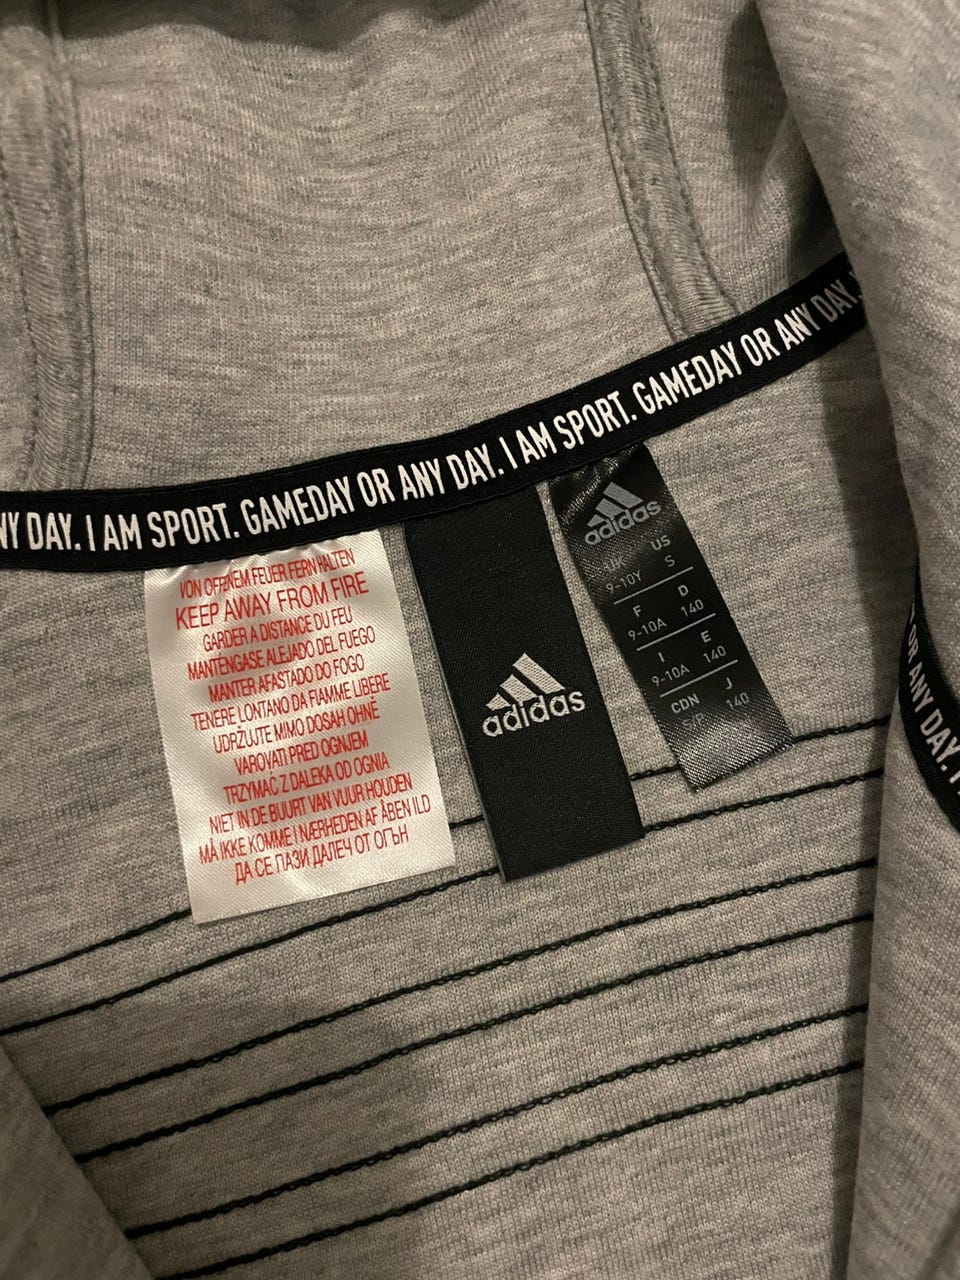 NY DAY. I AM SPORT. GAMEDAY OR ANY DAY. I AM SPORT. GAMEDAY OR ANY DAY.
VON OFFENEM FEUER FERN HALTEN
KEEP AWAY FROM FIRE
GARDER A DISTANCE DU FEU
MANTÉNGASE ALEJADO DEL FUEGO
MANTER AFASTADO DO FOGO
TENERE LONTANO DA FIAMME LIBERE
UDRŽUJTE MIMO DOSAH OHNĚ
VAROVATI PRED OGNJEM
TRZYMAĆ Z DALEKA OD OGNIA
NIET IN DE BUURT VAN VUUR HOUDEN
MÅ IKKE KOMME I NÆRHEDEN AF ÅBEN ILD
ДА СЕ ПАЗИ ДАЛЕЧ ОТ ОГЪН
adidas
adidas
UK US
9-10Y S
F D
9-10A 140
I E
9-10A 140
CDN J
S/P 140
OR ANY DAY. I